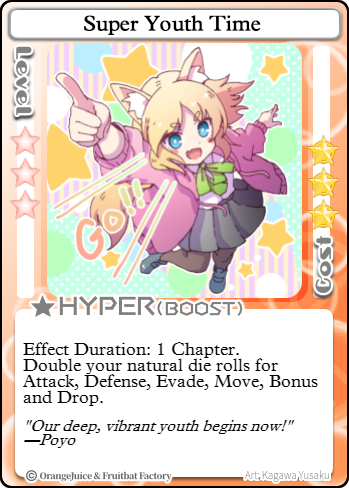 Super Youth Time
Level
Cost
GO!!
★HYPER(BOOST)
Effect Duration: 1 Chapter.
Double your natural die rolls for
Attack, Defense, Evade, Move, Bonus
and Drop.
"Our deep, vibrant youth begins now!"
—Poyo
© OrangeJuice & Fruitbat Factory
Art: Kagawa Yusaku